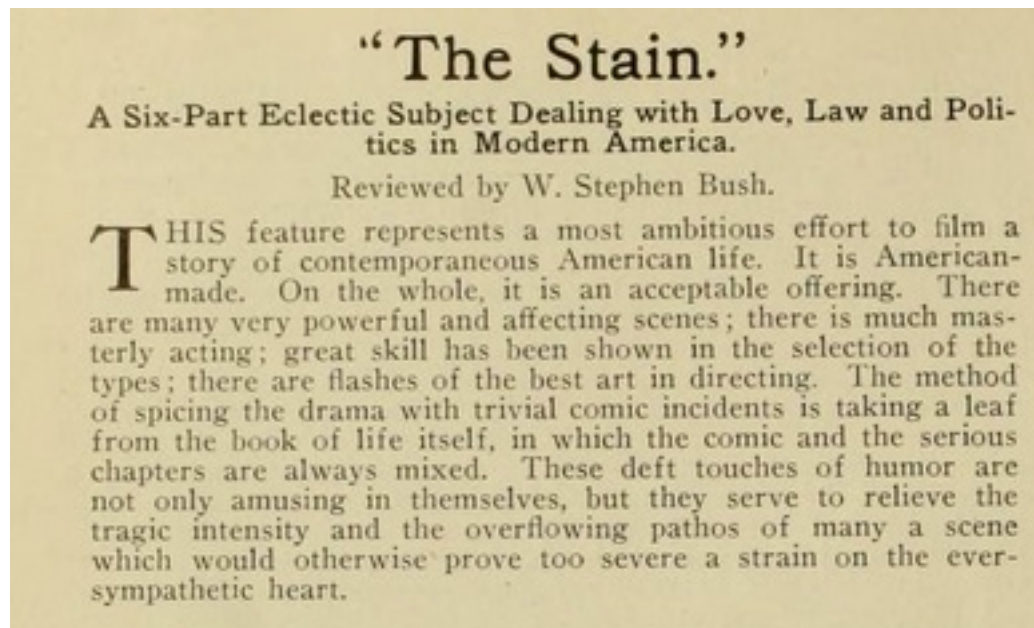 “The Stain.”
A Six-Part Eclectic Subject Dealing with Love, Law and Poli-
tics in Modern America.
Reviewed by W. Stephen Bush.
THIS feature represents a most ambitious effort to film a
story of contemporaneous American life. It is American-
made. On the whole, it is an acceptable offering. There
are many very powerful and affecting scenes; there is much mas-
terly acting; great skill has been shown in the selection of the
types; there are flashes of the best art in directing. The method
of spicing the drama with trivial comic incidents is taking a leaf
from the book of life itself, in which the comic and the serious
chapters are always mixed. These deft touches of humor are
not only amusing in themselves, but they serve to relieve the
tragic intensity and the overflowing pathos of many a scene
which would otherwise prove too severe a strain on the ever-
sympathetic heart.